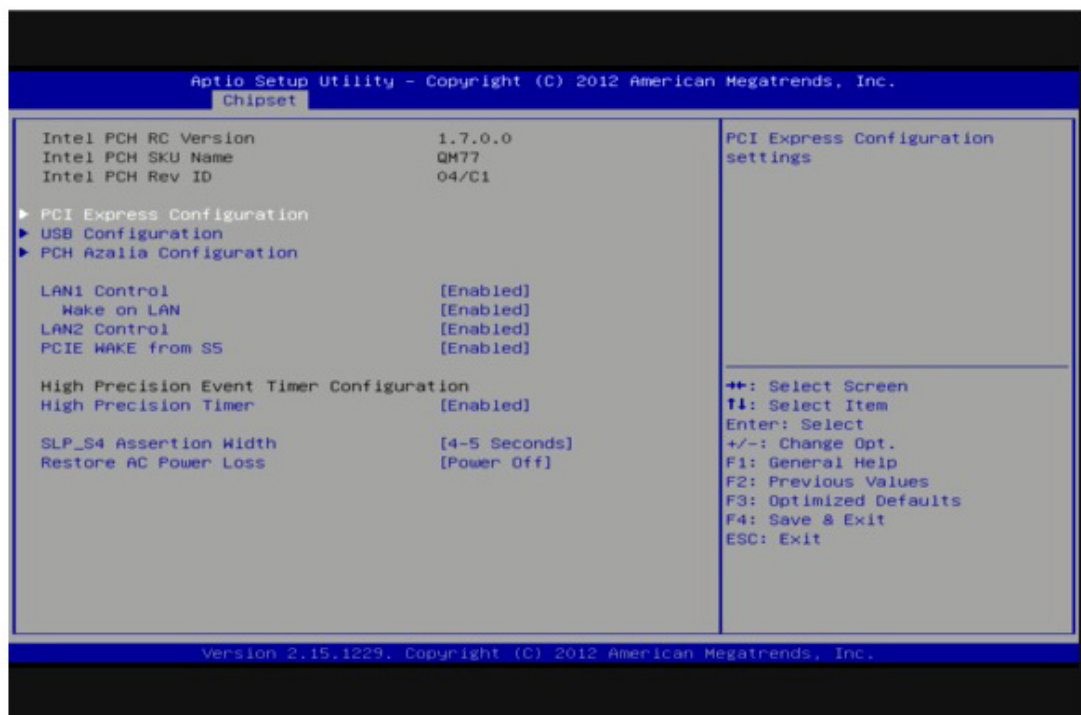 Aptio Setup Utility - Copyright (C) 2012 American Megatrends, Inc.
Chipset
Intel PCH RC Version 1.7.0.0
Intel PCH SKU Name QM77
Intel PCH Rev ID 04/C1
► PCI Express Configuration
► USB Configuration
► PCH Azalia Configuration
LAN1 Control [Enabled]
Wake on LAN [Enabled]
LAN2 Control [Enabled]
PCIE WAKE from S5 [Enabled]
High Precision Event Timer Configuration
High Precision Timer [Enabled]
SLP_S4 Assertion Width [4-5 Seconds]
Restore AC Power Loss [Power Off]
PCI Express Configuration
settings
→←: Select Screen
↑↓: Select Item
Enter: Select
+/-: Change Opt.
F1: General Help
F2: Previous Values
F3: Optimized Defaults
F4: Save & Exit
ESC: Exit
Version 2.15.1229. Copyright (C) 2012 American Megatrends, Inc.